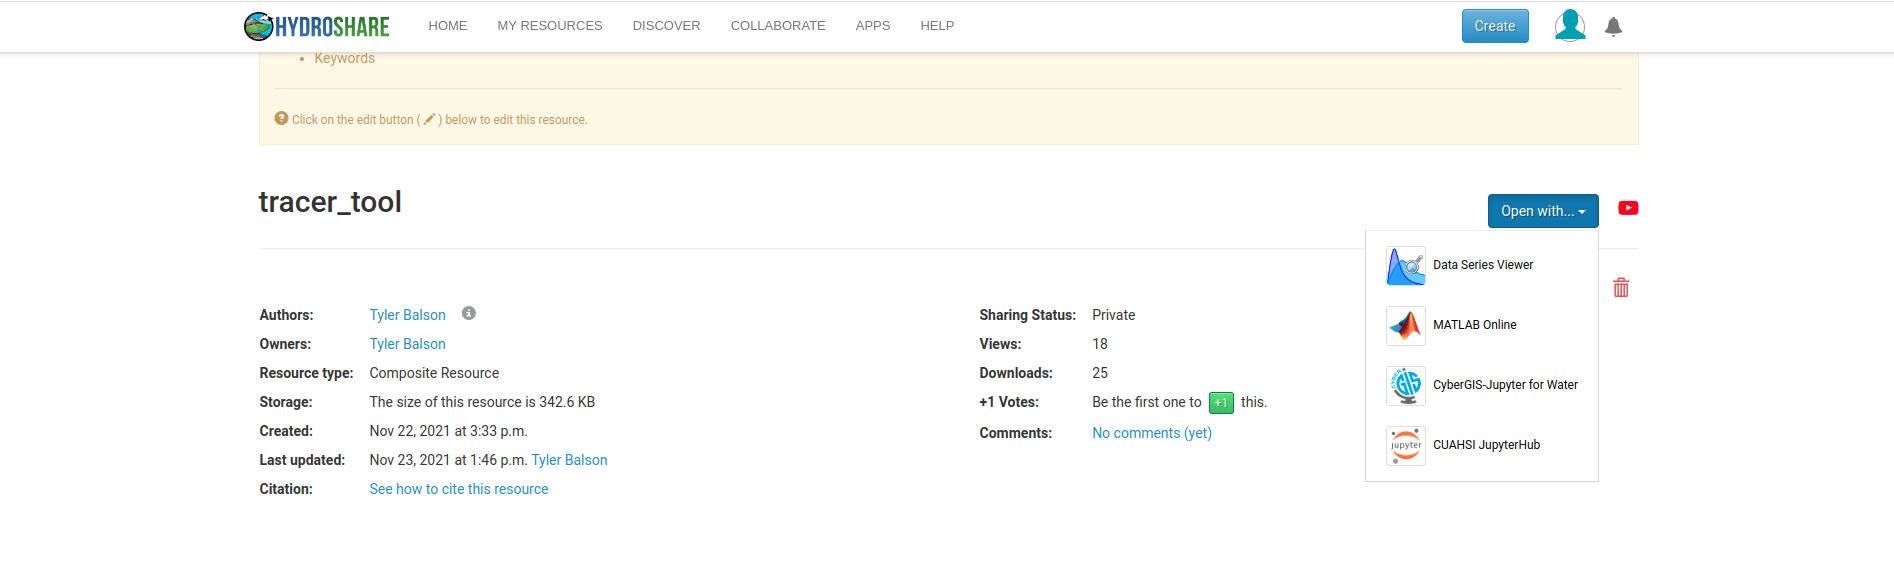 HYDROSHARE HOME MY RESOURCES DISCOVER COLLABORATE APPS HELP Create
Keywords
Click on the edit button ( ) below to edit this resource.
tracer_tool
Open with...
Data Series Viewer
MATLAB Online
CYBER GIS CyberGIS-Jupyter for Water
jupyter CUAHSI JupyterHub
Authors: Tyler Balson
Owners: Tyler Balson
Resource type: Composite Resource
Storage: The size of this resource is 342.6 KB
Created: Nov 22, 2021 at 3:33 p.m.
Last updated: Nov 23, 2021 at 1:46 p.m. Tyler Balson
Citation: See how to cite this resource
Sharing Status: Private
Views: 18
Downloads: 25
+1 Votes: Be the first one to +1 this.
Comments: No comments (yet)